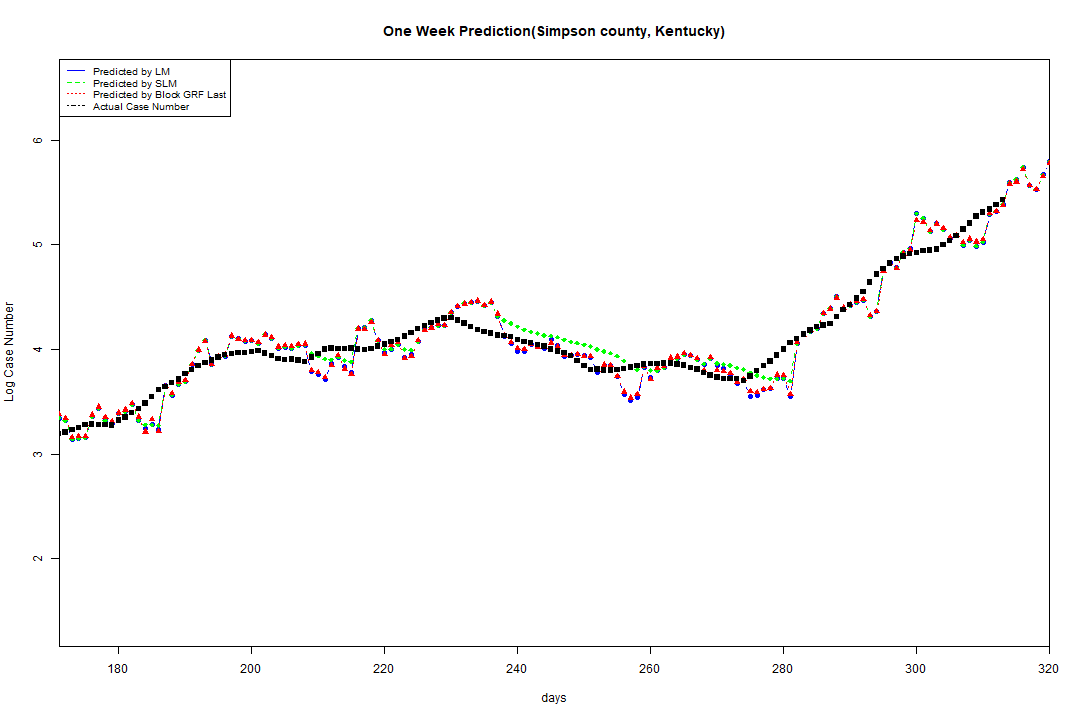 One Week Prediction(Simpson county, Kentucky)
Predicted by LM
Predicted by SLM
Predicted by Block GRF Last
Actual Case Number
6
5
4
3
2
Log Case Number
180 200 220 240 260 280 300 320
days